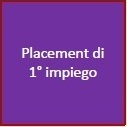 Placement di
1° impiego